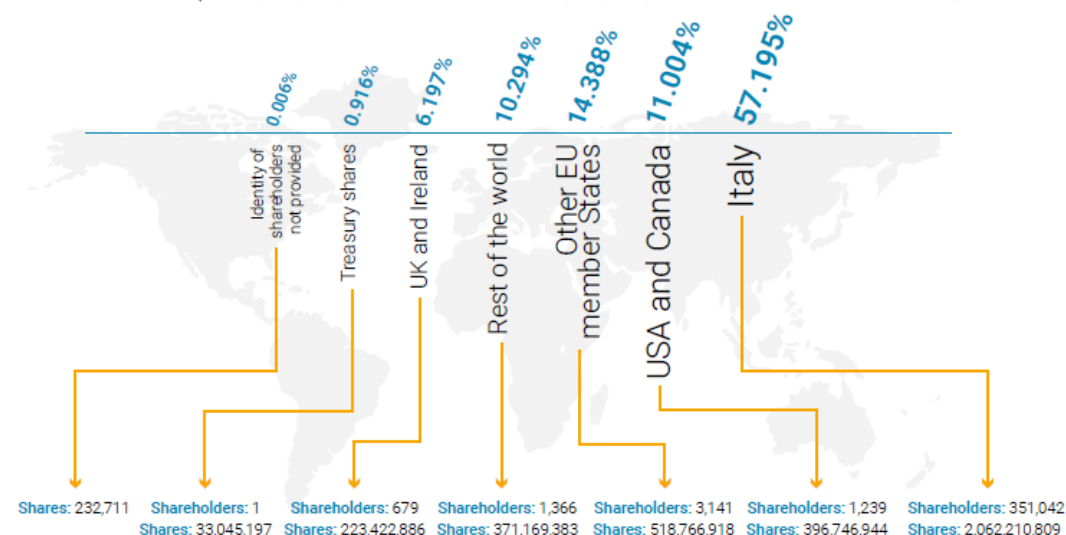 0.006%
0.916%
6.197%
10.294%
14.388%
11.004%
57.195%
Identity of
shareholders
not provided
Treasury shares
UK and Ireland
Rest of the world
Other EU
member States
USA and Canada
Italy
Shares: 232,711
Shareholders: 1
Shares: 33.045.197
Shareholders: 679
Shares: 223.422.886
Shareholders: 1,366
Shares: 371.169.383
Shareholders: 3,141
Shares: 518.766.918
Shareholders: 1,239
Shares: 396.746.944
Shareholders: 351,042
Shares: 2.062.210.809